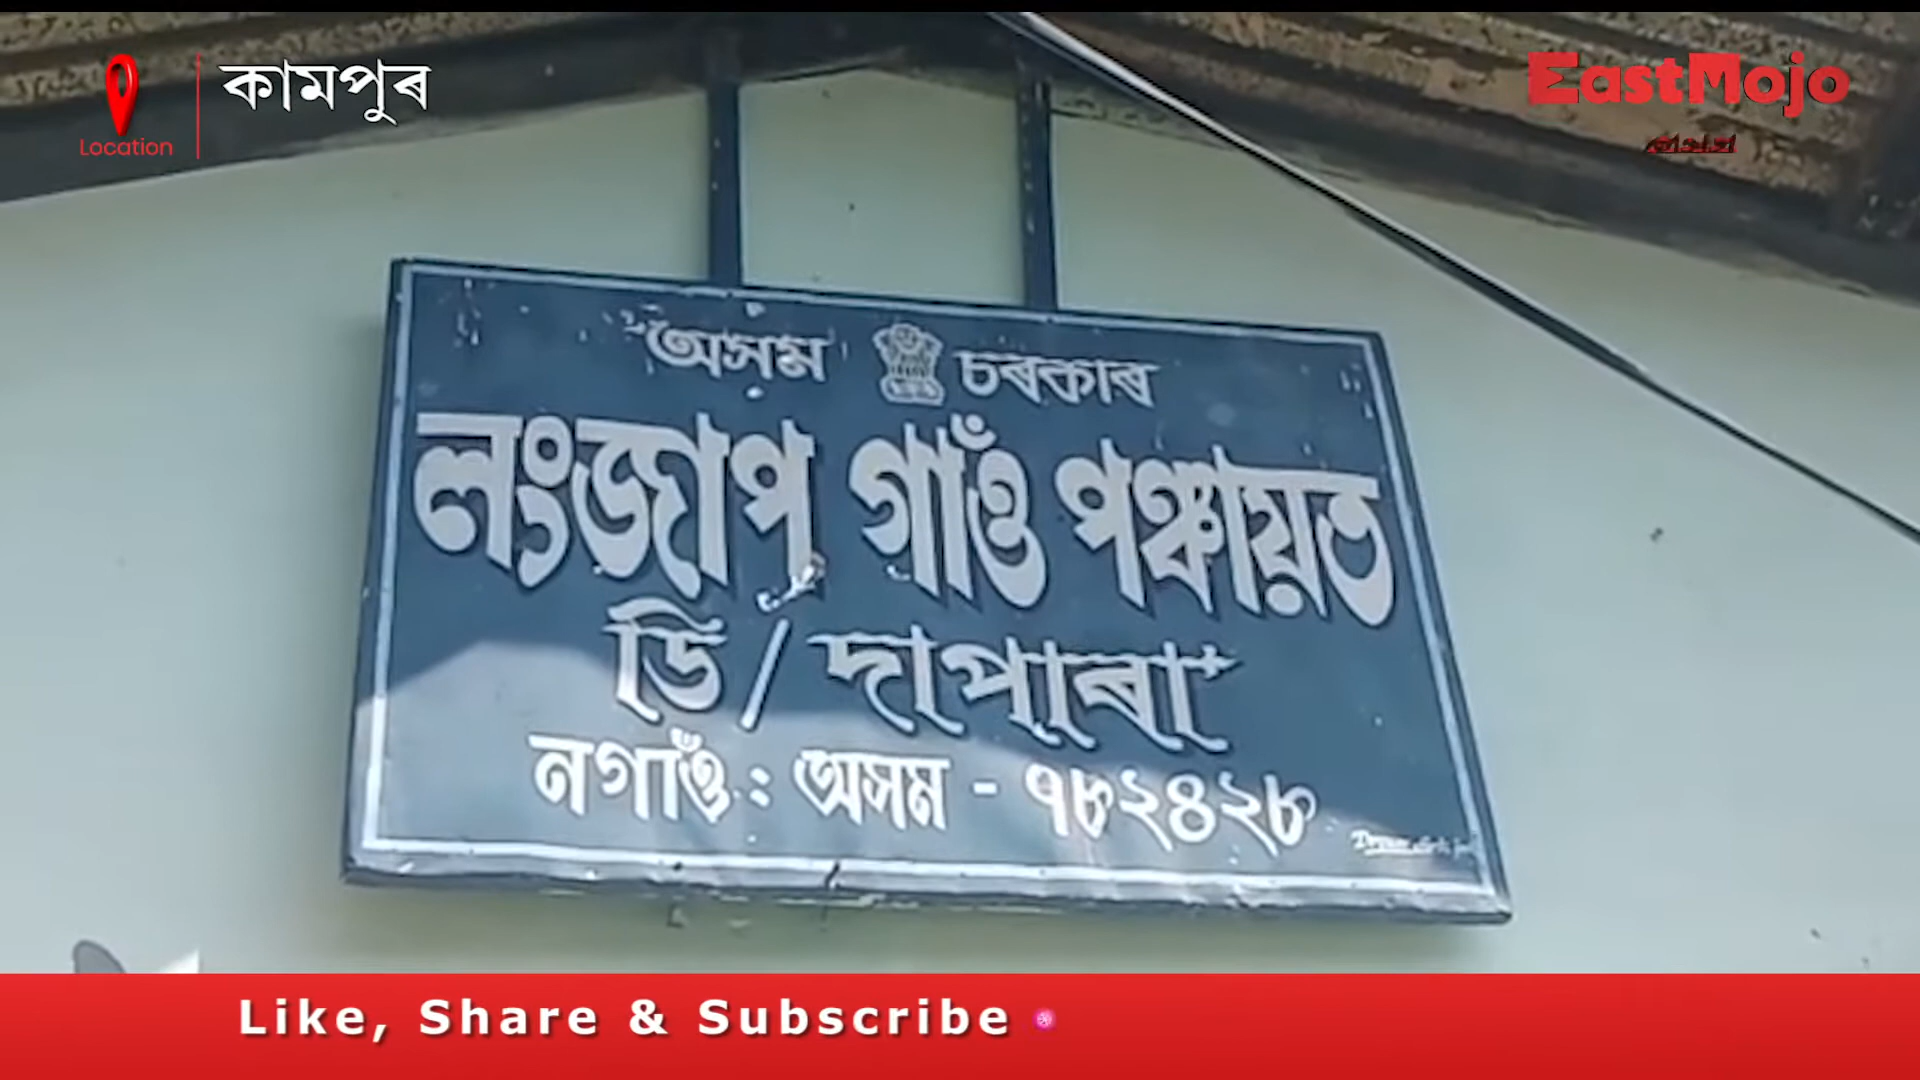 কামপুৰ
Location
EastMojo
অসম চৰকাৰ
লংজাপ গাওঁ পঞ্চায়ত
ডি/দাপাৰা
নগাওঁ : অসম - ৭৮২৪২৮
Like, Share & Subscribe